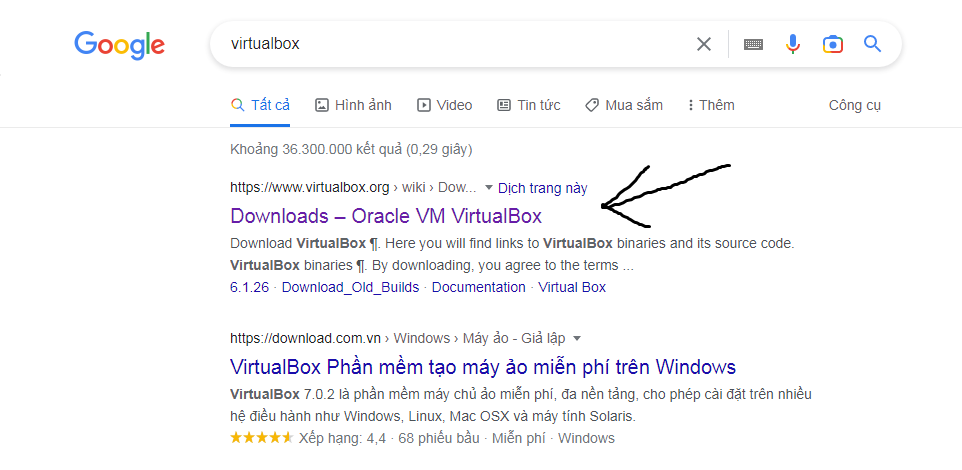 Google virtualbox
Tất cả Hình ảnh Video Tin tức Mua sắm Thêm Công cụ
Khoảng 36.300.000 kết quả (0,29 giây)
https://www.virtualbox.org › wiki › Dow... Dịch trang này
Downloads – Oracle VM VirtualBox
Download VirtualBox ¶. Here you will find links to VirtualBox binaries and its source code.
VirtualBox binaries ¶. By downloading, you agree to the terms ...
6.1.26 · Download_Old_Builds · Documentation · Virtual Box
https://download.com.vn › Windows › Máy ảo - Giả lập
VirtualBox Phần mềm tạo máy ảo miễn phí trên Windows
VirtualBox 7.0.2 là phần mềm máy chủ ảo miễn phí, đa nền tảng, cho phép cài đặt trên nhiều
hệ điều hành như Windows, Linux, Mac OSX và máy tính Solaris.
Xếp hạng: 4,4 · 68 phiếu bầu · Miễn phí · Windows